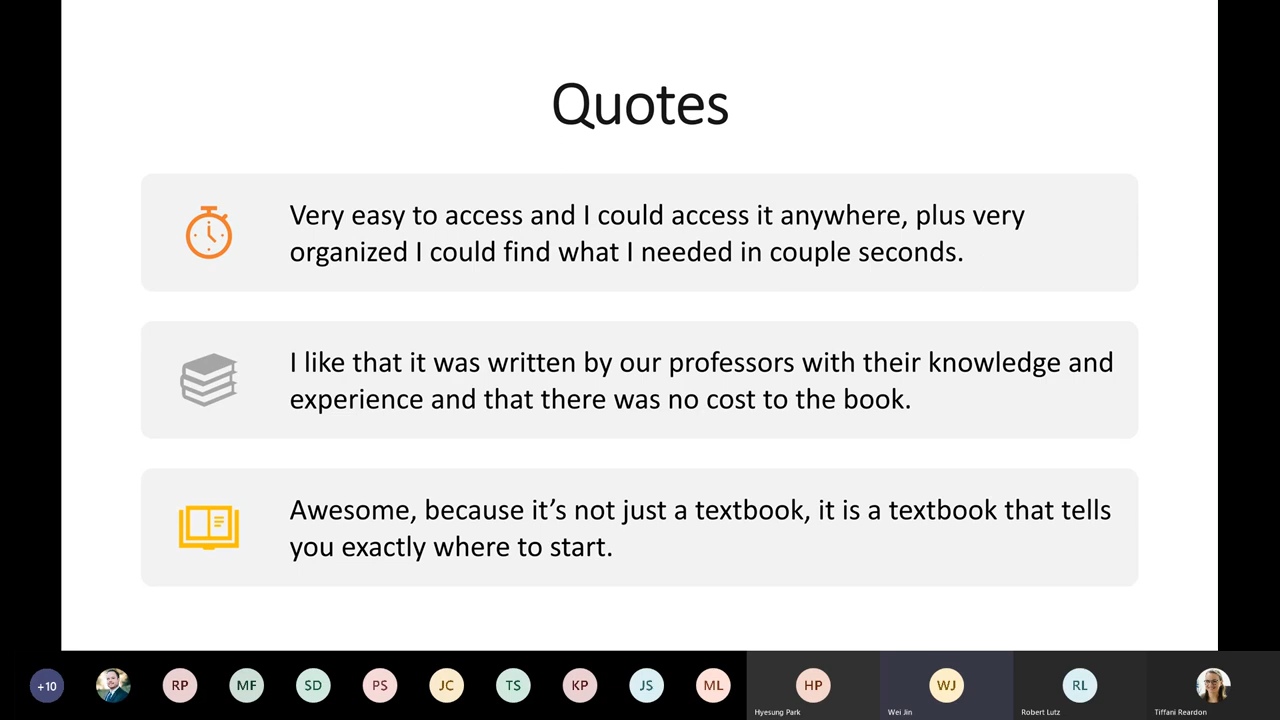 Quotes
Very easy to access and I could access it anywhere, plus very
organized I could find what I needed in couple seconds.
I like that it was written by our professors with their knowledge and
experience and that there was no cost to the book.
Awesome, because it’s not just a textbook, it is a textbook that tells
you exactly where to start.
+10 RP MF SD PS JC TS KP JS ML HP WJ RL
Hyesung Park Wei Jin Robert Lutz Tiffani Reardon